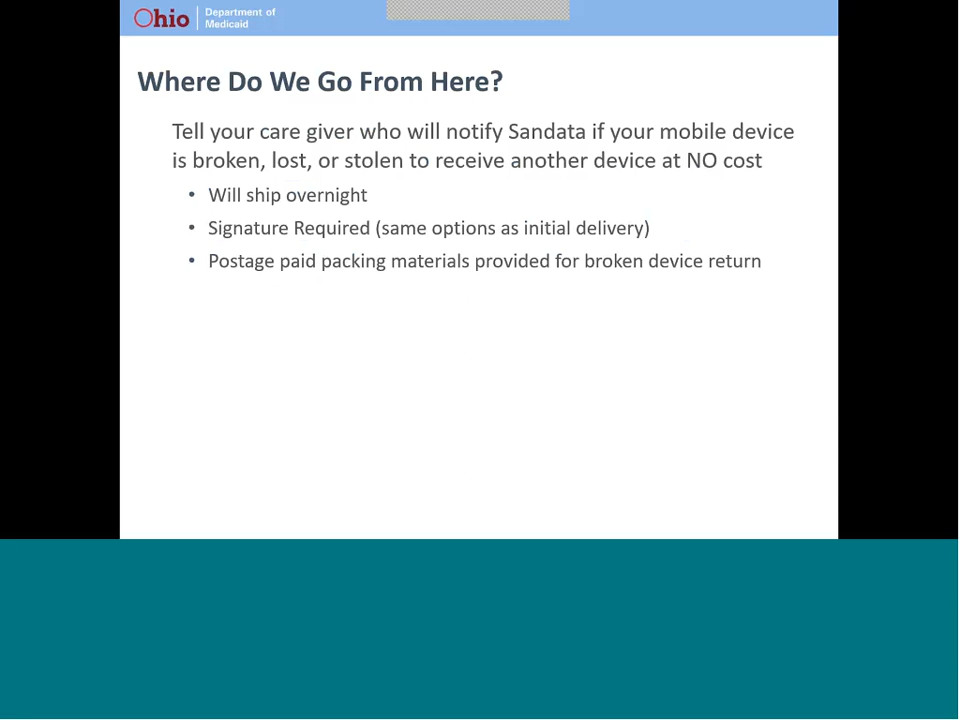 Ohio
Department of
Medicaid
Where Do We Go From Here?
Tell your care giver who will notify Sandata if your mobile device
is broken, lost, or stolen to receive another device at NO cost
• Will ship overnight
• Signature Required (same options as initial delivery)
• Postage paid packing materials provided for broken device return